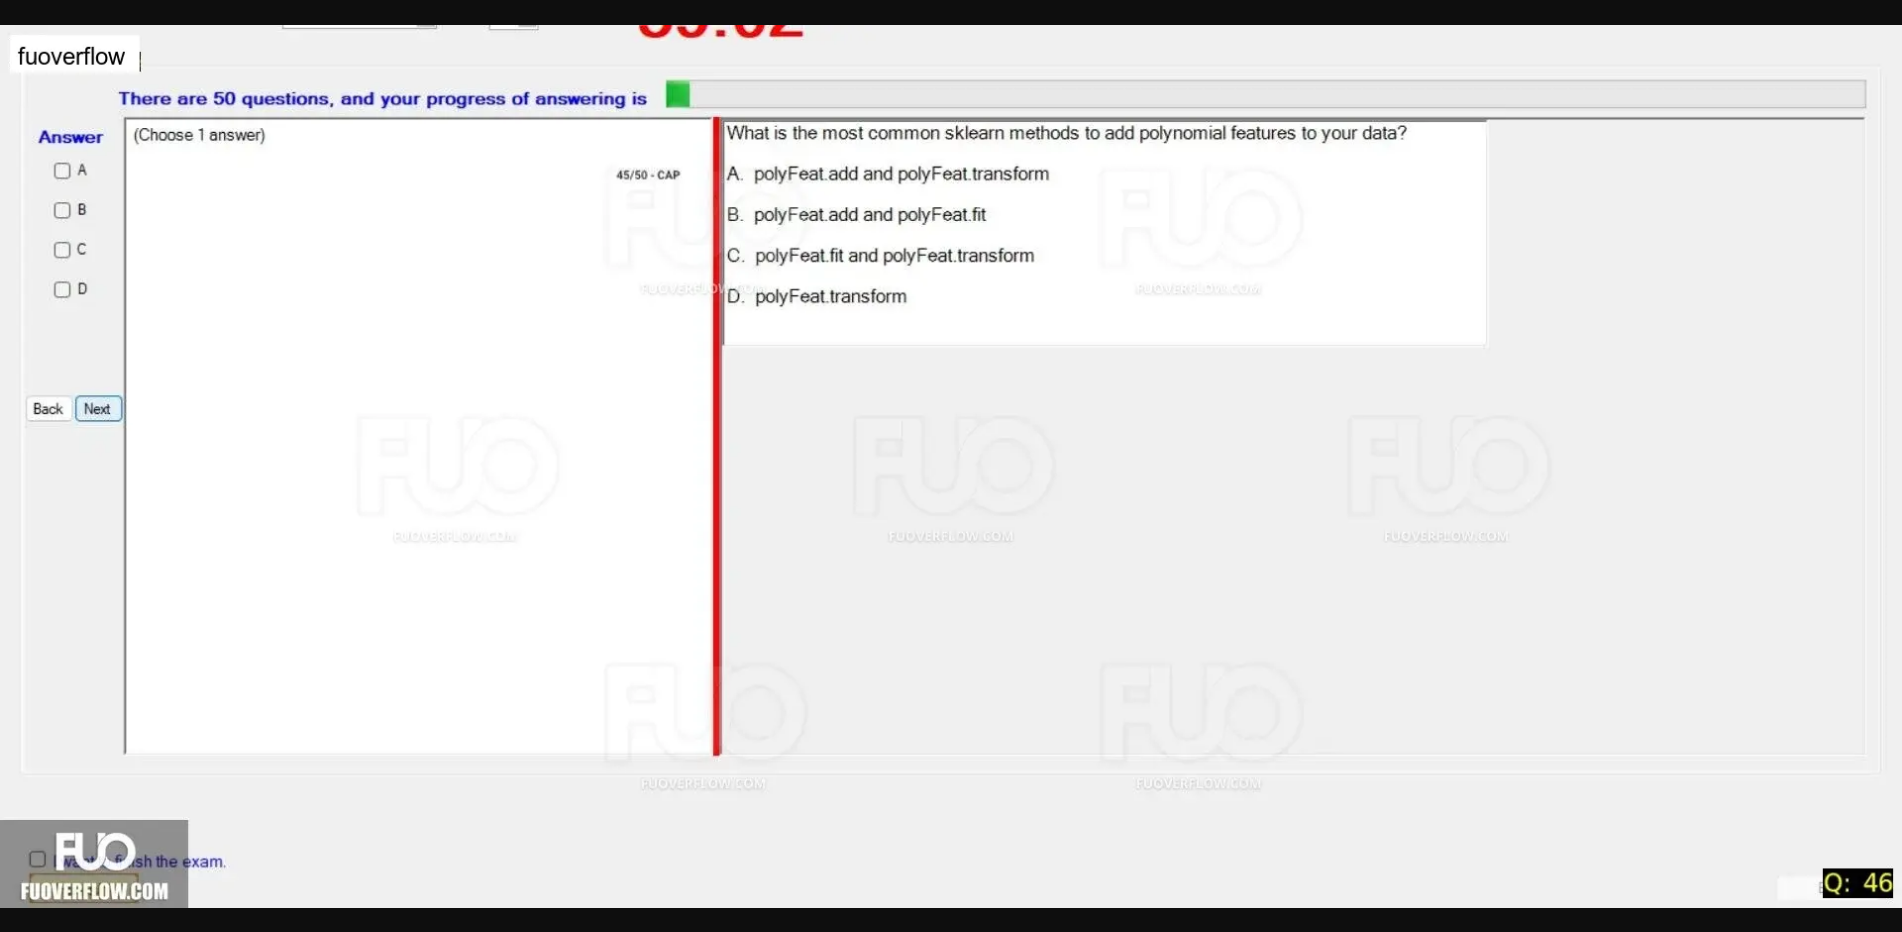 fuoverflow
There are 50 questions, and your progress of answering is
Answer
(Choose 1 answer)
A
B
C
D
45/50 - CAP
Back
Next
What is the most common sklearn methods to add polynomial features to your data?
A. polyFeat.add and polyFeat.transform
B. polyFeat.add and polyFeat.fit
C. polyFeat.fit and polyFeat.transform
D. polyFeat.transform
FUO
FUOVERFLOW.COM
FUO
FUOVERFLOW.COM
FUO
FUOVERFLOW.COM
FUO
FUOVERFLOW.COM
FUO
FUOVERFLOW.COM
FUO
FUOVERFLOW.COM
FUO
FUOVERFLOW.COM
the exam.
FUO
FUOVERFLOW.COM
Q: 46